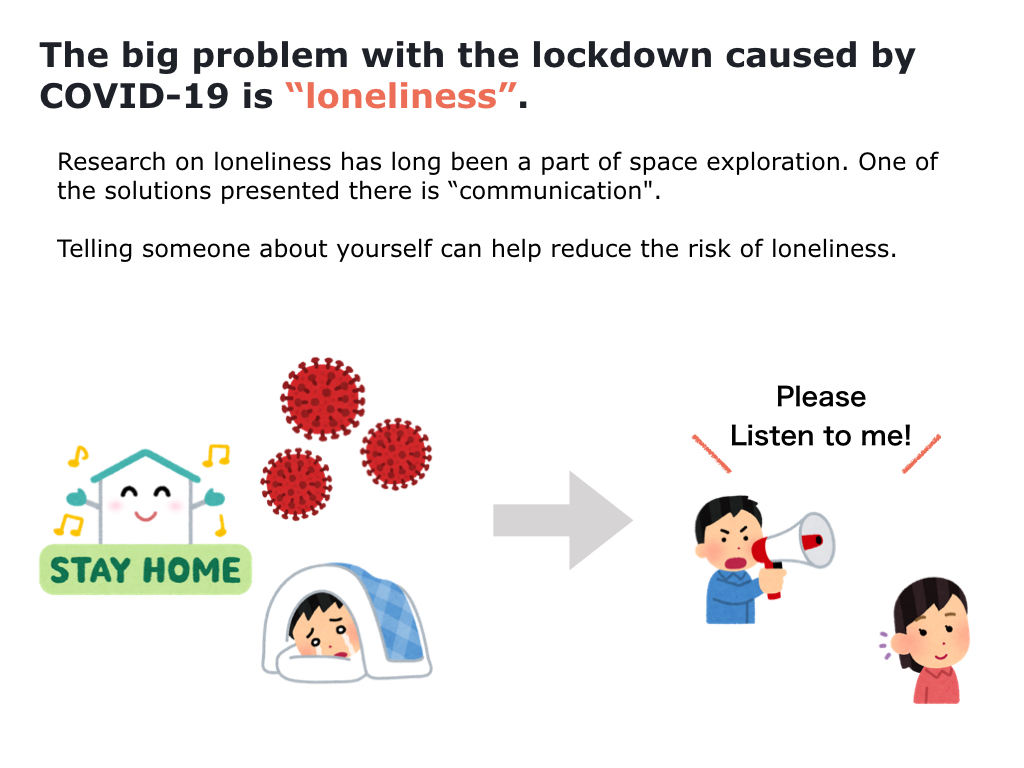 The big problem with the lockdown caused by
COVID-19 is “loneliness”.
Research on loneliness has long been a part of space exploration. One of
the solutions presented there is “communication".
Telling someone about yourself can help reduce the risk of loneliness.
Please
Listen to me!
STAY HOME